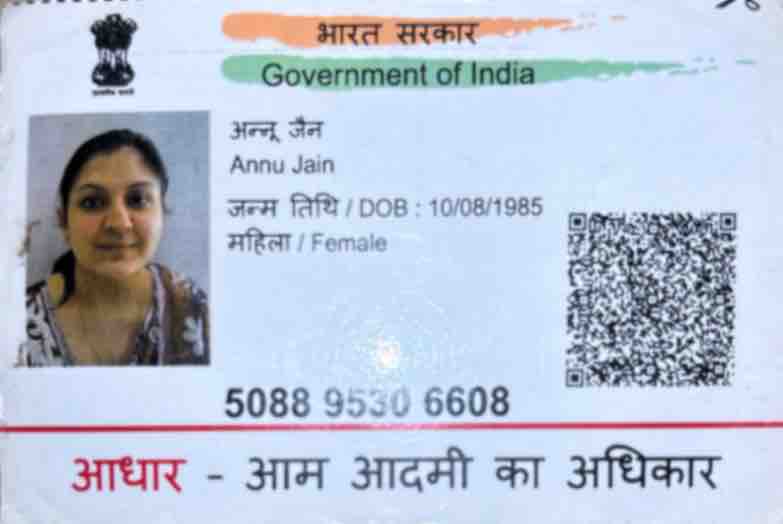 भारत सरकार
Government of India
अन्नू जैन
Annu Jain
जन्म तिथि / DOB : 10/08/1985
महिला / Female
5088 9530 6608
आधार - आम आदमी का अधिकार